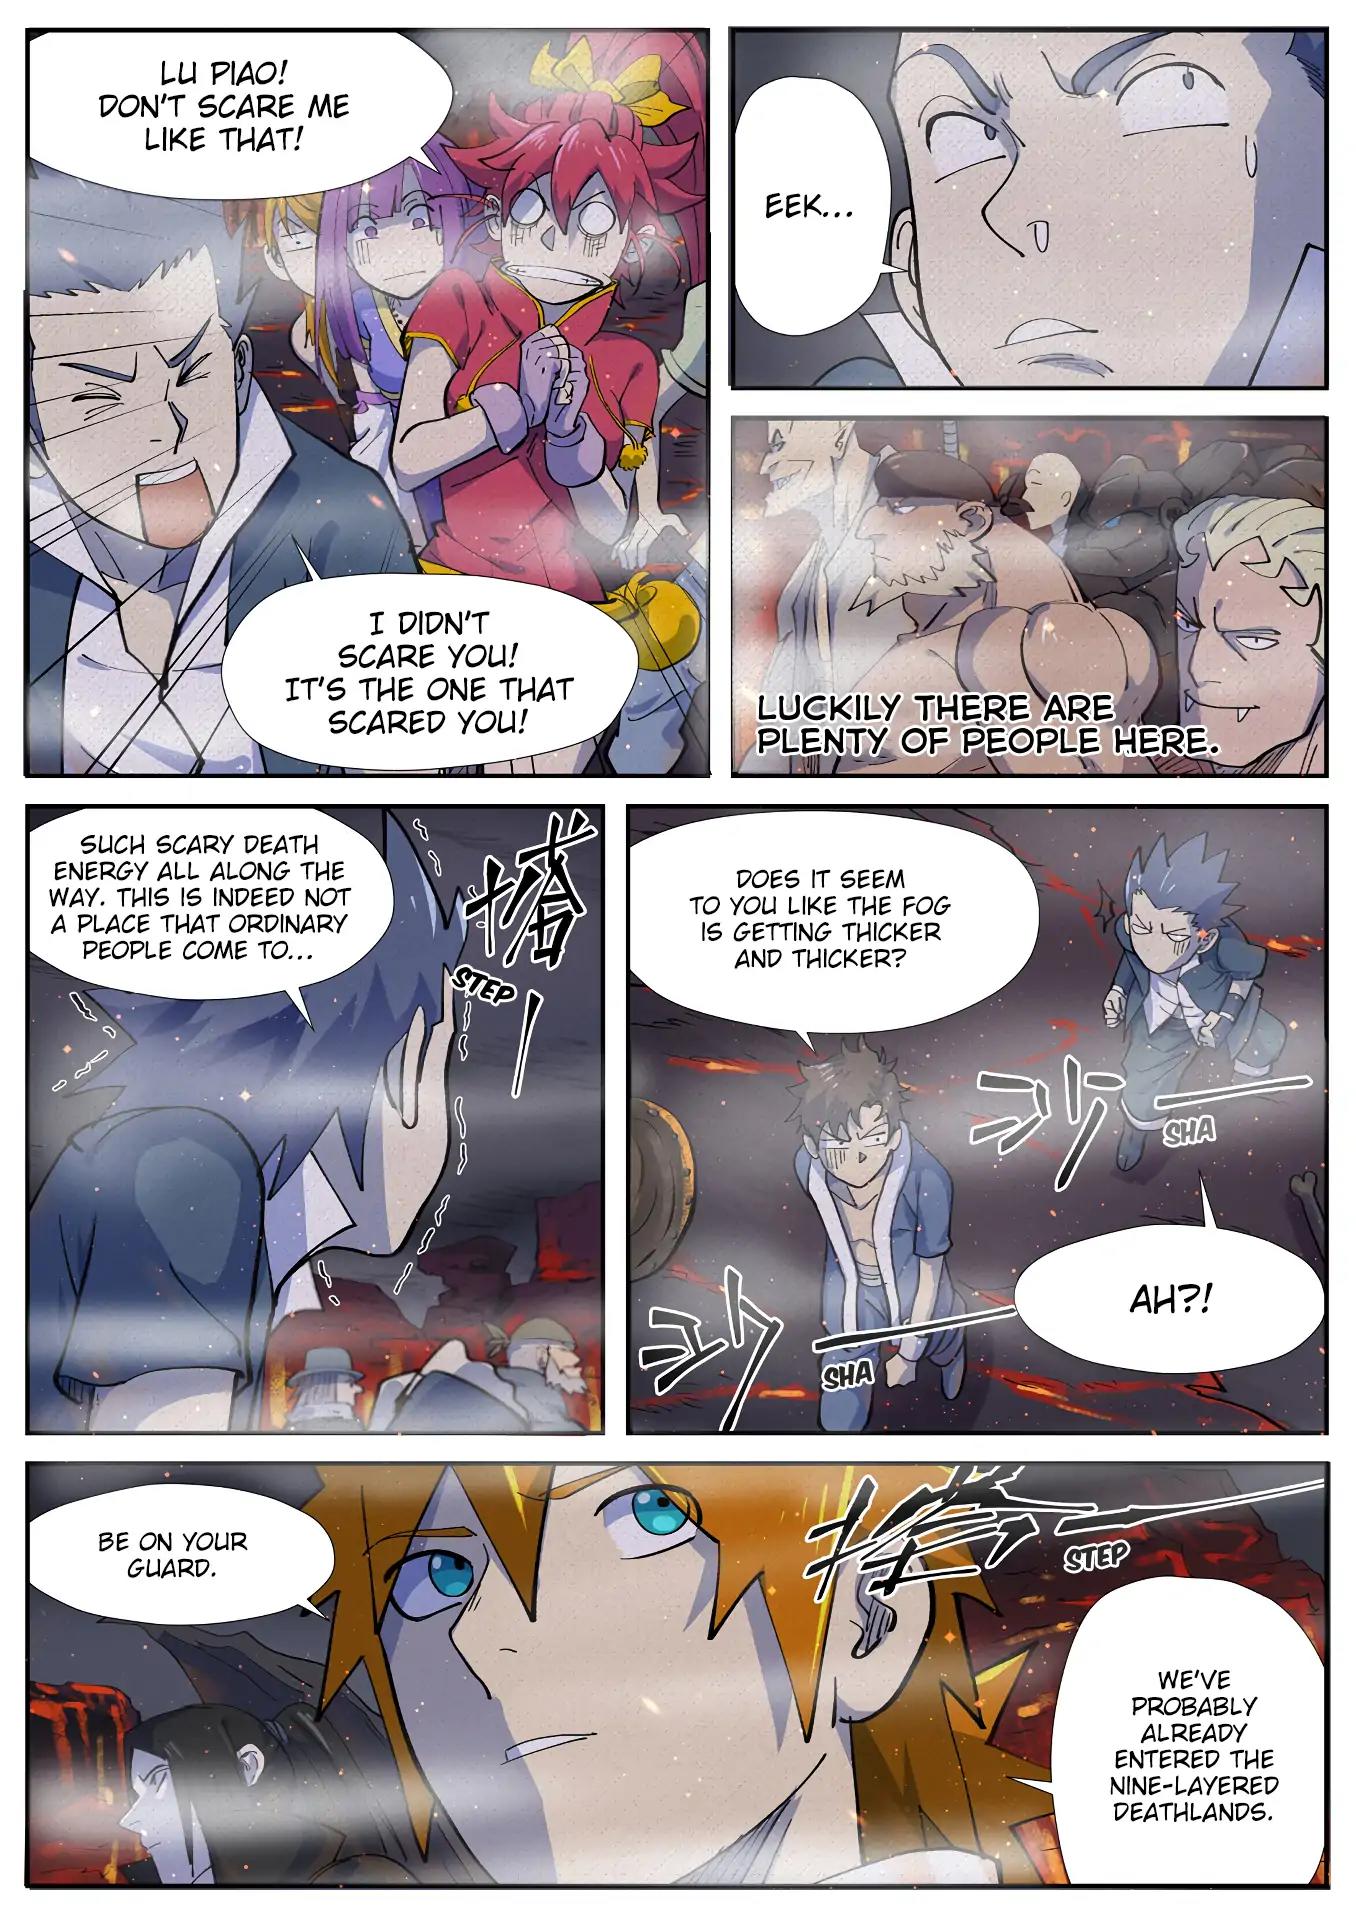 LU PIAO!
DON'T SCARE ME
LIKE THAT!
I DIDN'T
SCARE YOU!
IT'S THE ONE THAT
SCARED YOU!
EEK...
LUCKILY THERE ARE
PLENTY OF PEOPLE HERE.
SUCH SCARY DEATH
ENERGY ALL ALONG THE
WAY. THIS IS INDEED NOT
A PLACE THAT ORDINARY
PEOPLE COME TO...
搭
STEP
DOES IT SEEM
TO YOU LIKE THE FOG
IS GETTING THICKER
AND THICKER?
沙
SHA
AH?!
沙
SHA
BE ON YOUR
GUARD.
STEP
WE'VE
PROBABLY
ALREADY
ENTERED THE
NINE-LAYERED
DEATHLANDS.